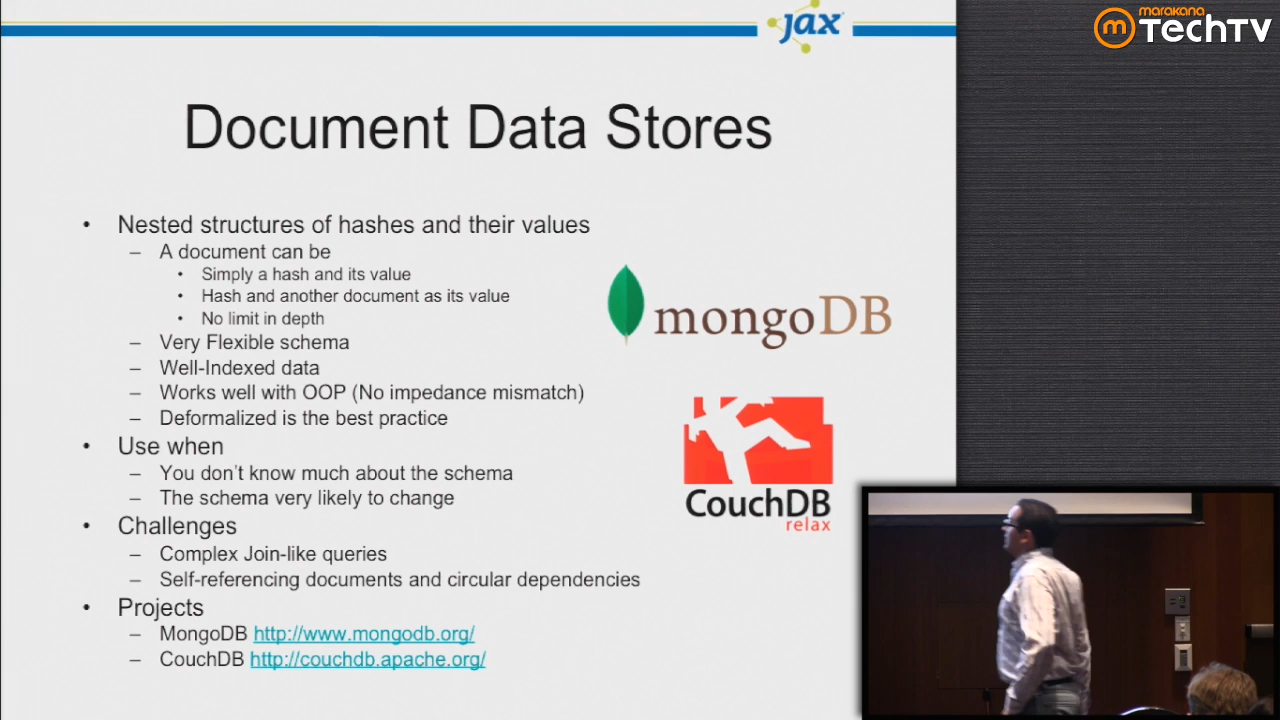 jax
marakana
m TechTV
Document Data Stores
• Nested structures of hashes and their values
– A document can be
• Simply a hash and its value
• Hash and another document as its value
• No limit in depth
– Very Flexible schema
– Well-Indexed data
– Works well with OOP (No impedance mismatch)
– Deformalized is the best practice
• Use when
– You don't know much about the schema
– The schema very likely to change
• Challenges
– Complex Join-like queries
– Self-referencing documents and circular dependencies
• Projects
– MongoDB http://www.mongodb.org/
– CouchDB http://couchdb.apache.org/
mongoDB
CouchDB
relax